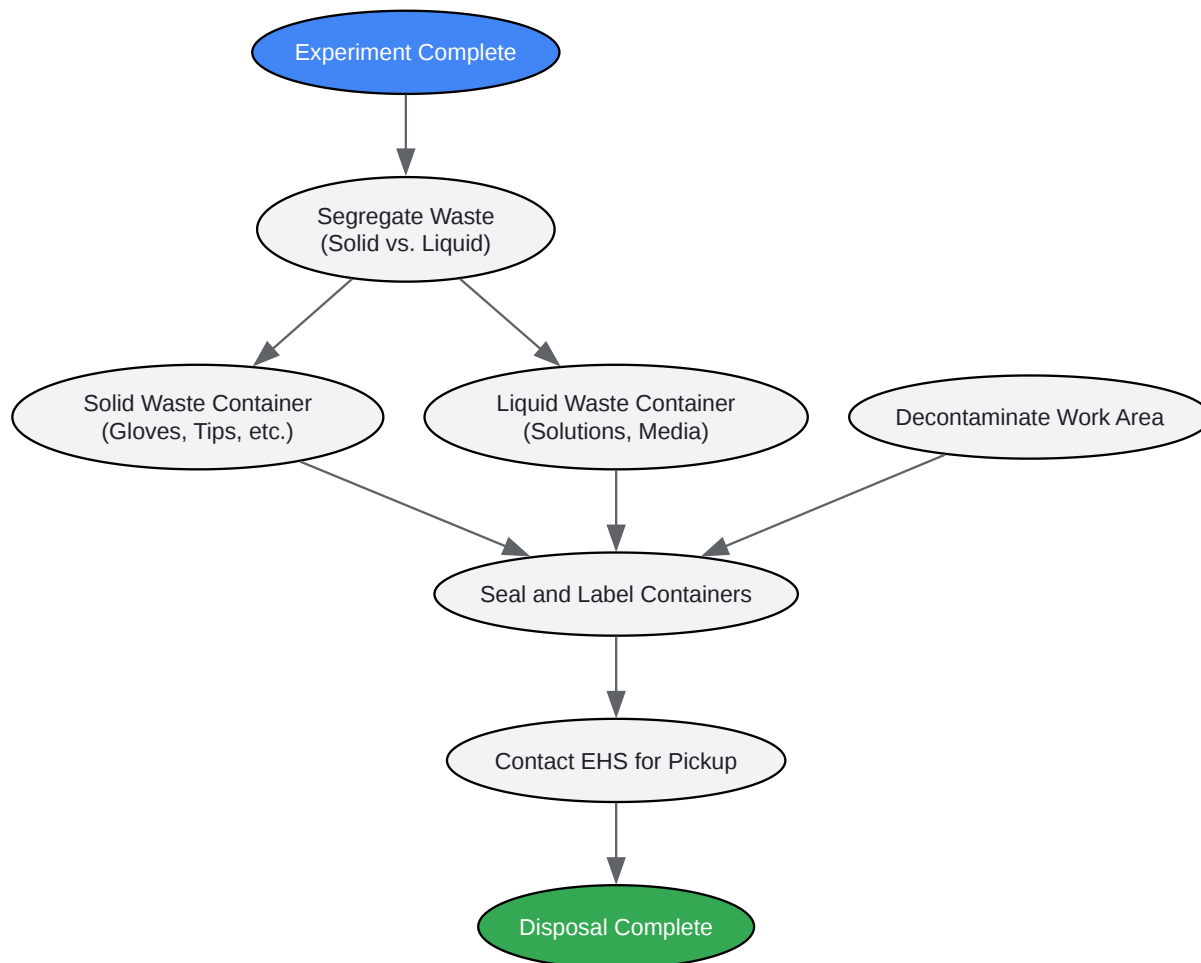 Experiment Complete
Segregate Waste
(Solid vs. Liquid)
Solid Waste Container
(Gloves, Tips, etc.)
Liquid Waste Container
(Solutions, Media)
Decontaminate Work Area
Seal and Label Containers
Contact EHS for Pickup
Disposal Complete